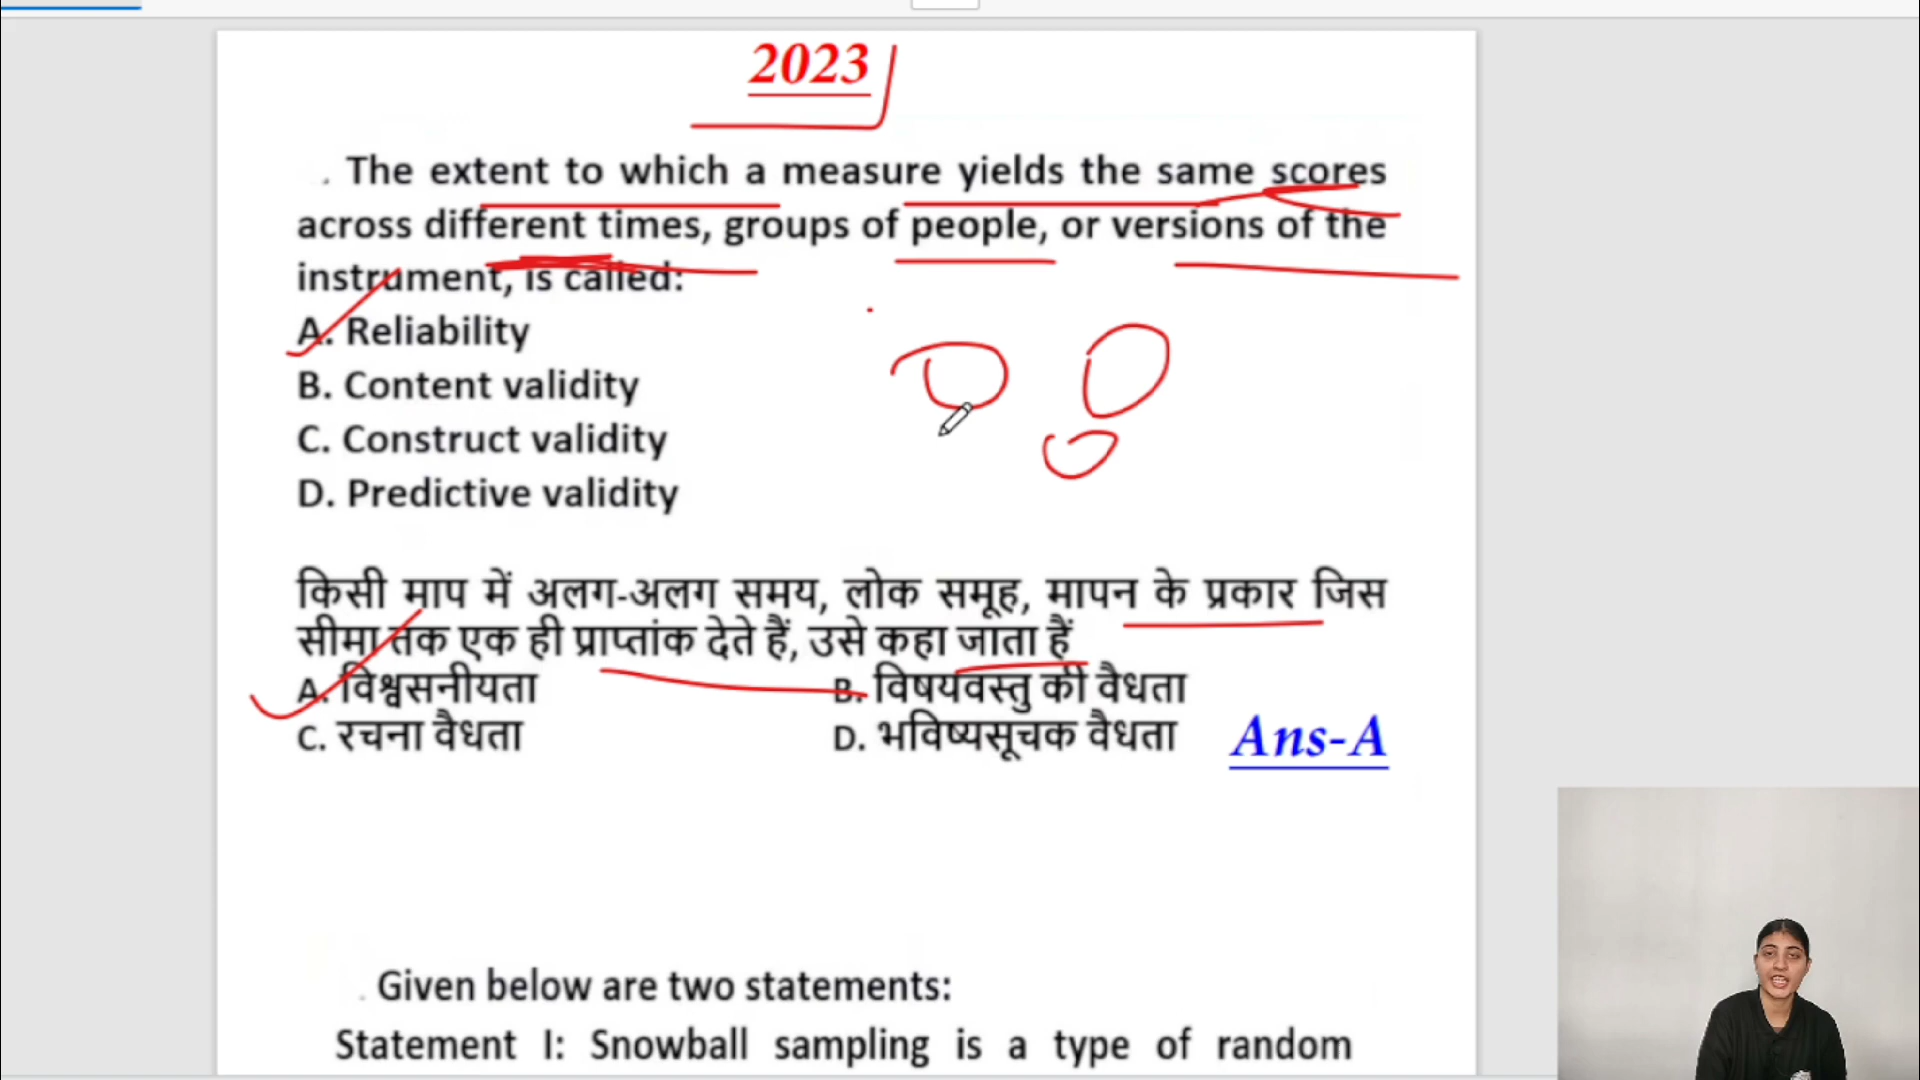 2023
The extent to which a measure yields the same scores
across different times, groups of people, or versions of the
instrument, is called:
A. Reliability
B. Content validity
C. Construct validity
D. Predictive validity
किसी माप में अलग-अलग समय, लोक समूह, मापन के प्रकार जिस
सीमा तक एक ही प्राप्तांक देते हैं, उसे कहा जाता हैं
A. विश्वसनीयता B. विषयवस्तु की वैधता
C. रचना वैधता D. भविष्यसूचक वैधता
Ans-A
Given below are two statements:
Statement I: Snowball sampling is a type of random